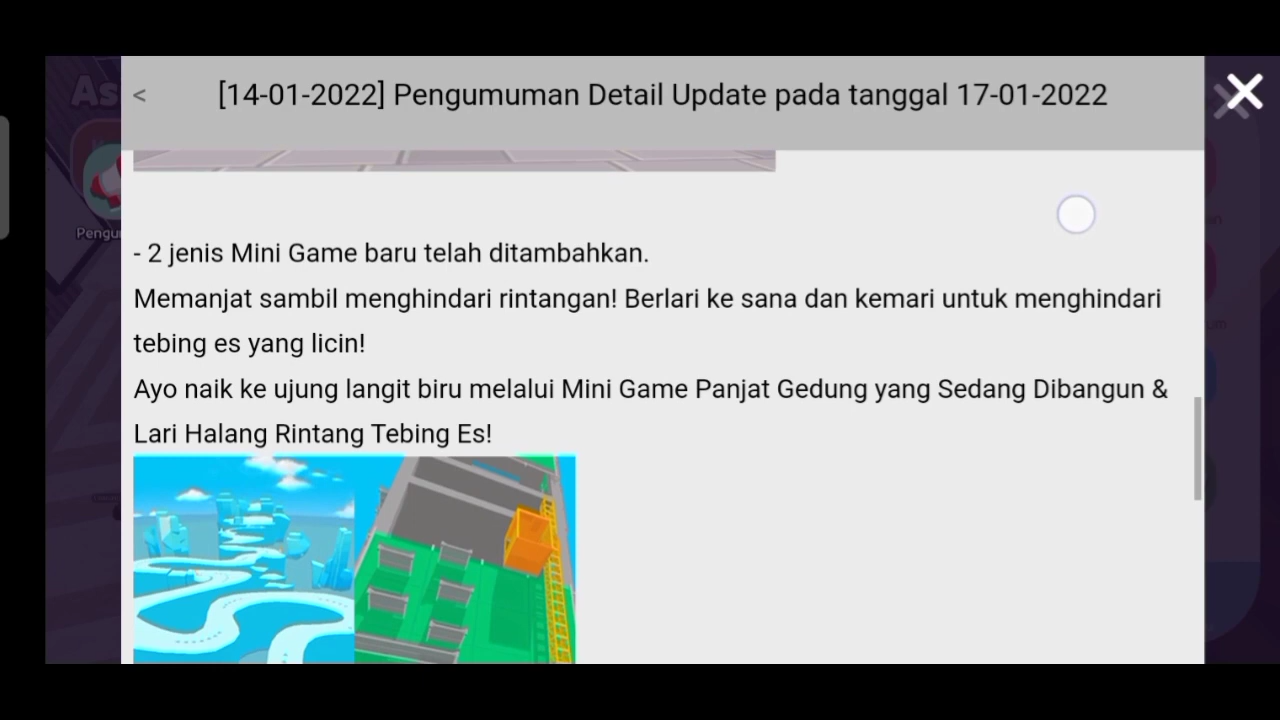 As
< [14-01-2022] Pengumuman Detail Update pada tanggal 17-01-2022
Pengu
- 2 jenis Mini Game baru telah ditambahkan.
Memanjat sambil menghindari rintangan! Berlari ke sana dan kemari untuk menghindari
tebing es yang licin!
Ayo naik ke ujung langit biru melalui Mini Game Panjat Gedung yang Sedang Dibangun &
Lari Halang Rintang Tebing Es!